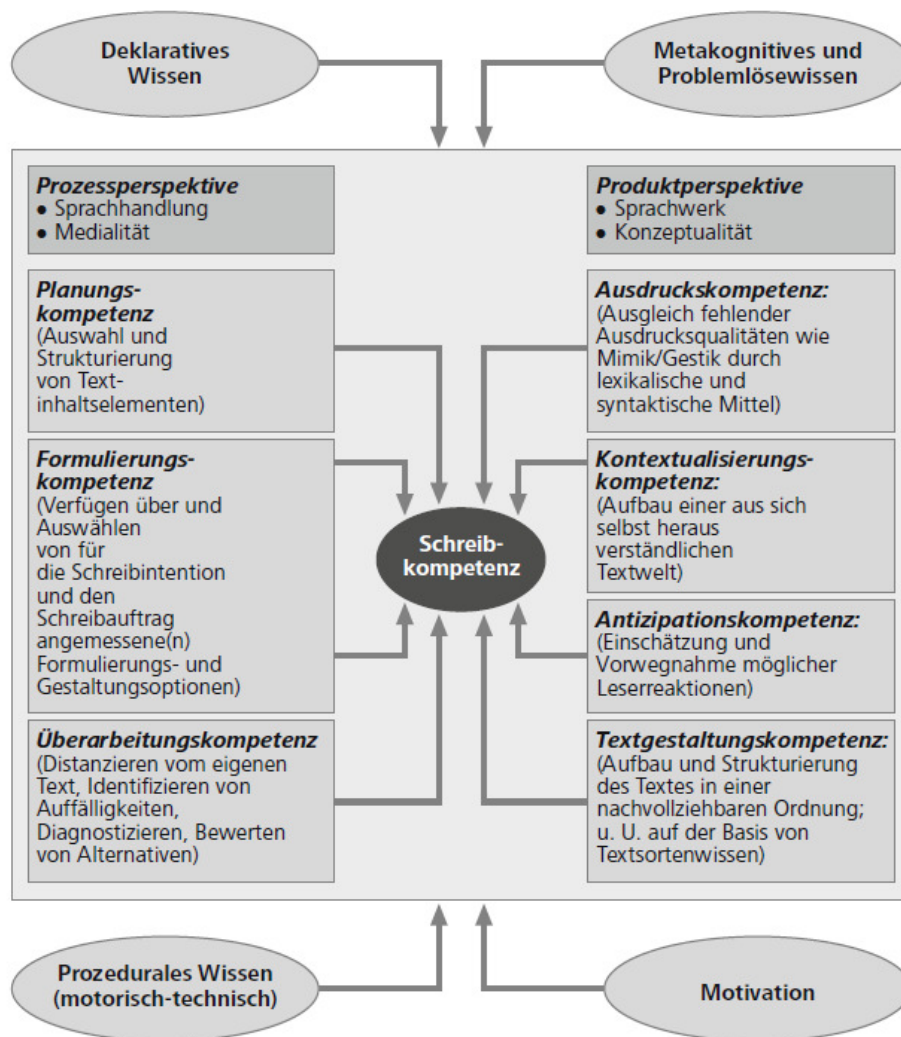 Deklaratives
Wissen
Metakognitives und
Problemlösewissen
Prozessperspektive
• Sprachhandlung
• Medialität
Produktperspektive
• Sprachwerk
• Konzeptualität
Planungs-
kompetenz
(Auswahl und
Strukturierung
von Text-
inhaltselementen)
Ausdruckskompetenz:
(Ausgleich fehlender
Ausdrucksqualitäten wie
Mimik/Gestik durch
lexikalische und
syntaktische Mittel)
Formulierungs-
kompetenz
(Verfügen über und
Auswählen
von für
die Schreibintention
und den
Schreibauftrag
angemessene(n)
Formulierungs- und
Gestaltungsoptionen)
Schreib-
kompetenz
Kontextualisierungs-
kompetenz:
(Aufbau einer aus sich
selbst heraus
verständlichen
Textwelt)
Antizipationskompetenz:
(Einschätzung und
Vorwegnahme möglicher
Leserreaktionen)
Überarbeitungskompetenz
(Distanzieren vom eigenen
Text, Identifizieren von
Auffälligkeiten,
Diagnostizieren, Bewerten
von Alternativen)
Textgestaltungskompetenz:
(Aufbau und Strukturierung
des Textes in einer
nachvollziehbaren Ordnung;
u. U. auf der Basis von
Textsortenwissen)
Prozedurales Wissen
(motorisch-technisch)
Motivation